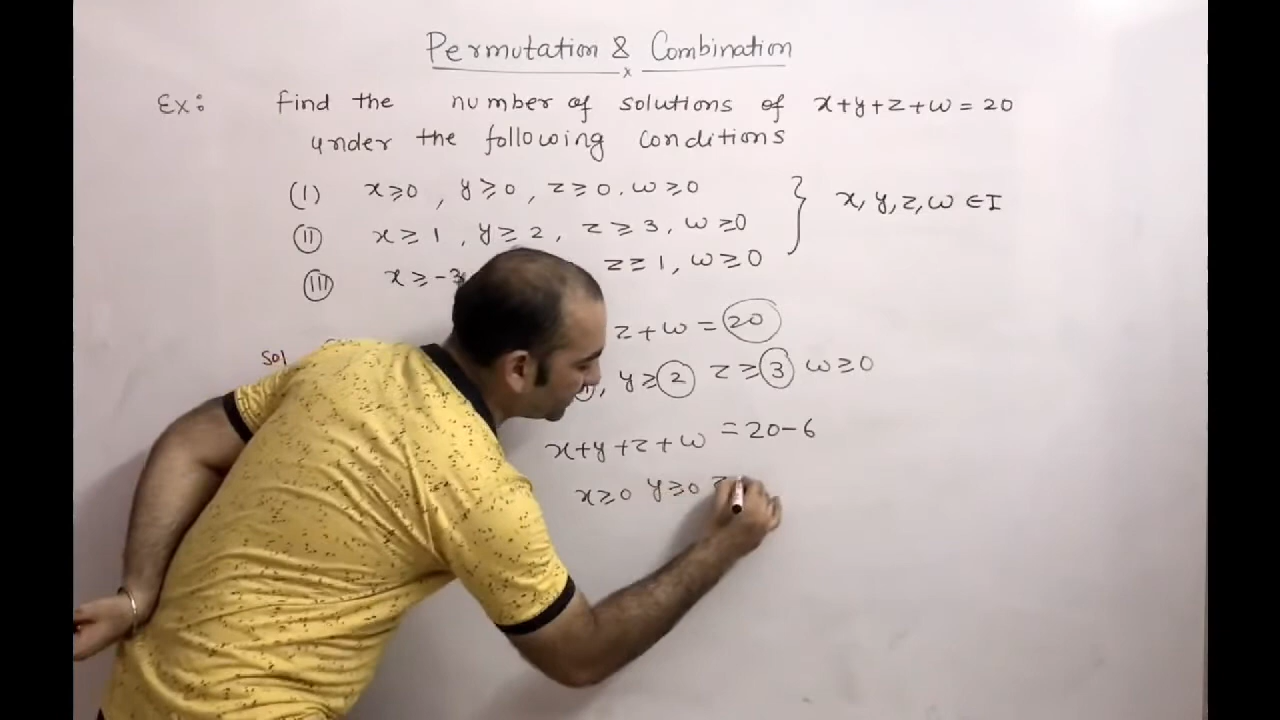 Permutation & Combination
x
Ex: Find the number of solutions of x+y+z+w = 20
under the following conditions
(I) x≥0, y≥0, z≥0. w≥0
(II) x≥1, y≥2, z≥3, w≥0
} x, y, z, w ∈ I
(III) x≥-3 z≥1, w≥0
Sol z+w = 20
, y≥2 z≥3 w≥0
x+y+z+w = 20-6
x≥0 y≥0 z